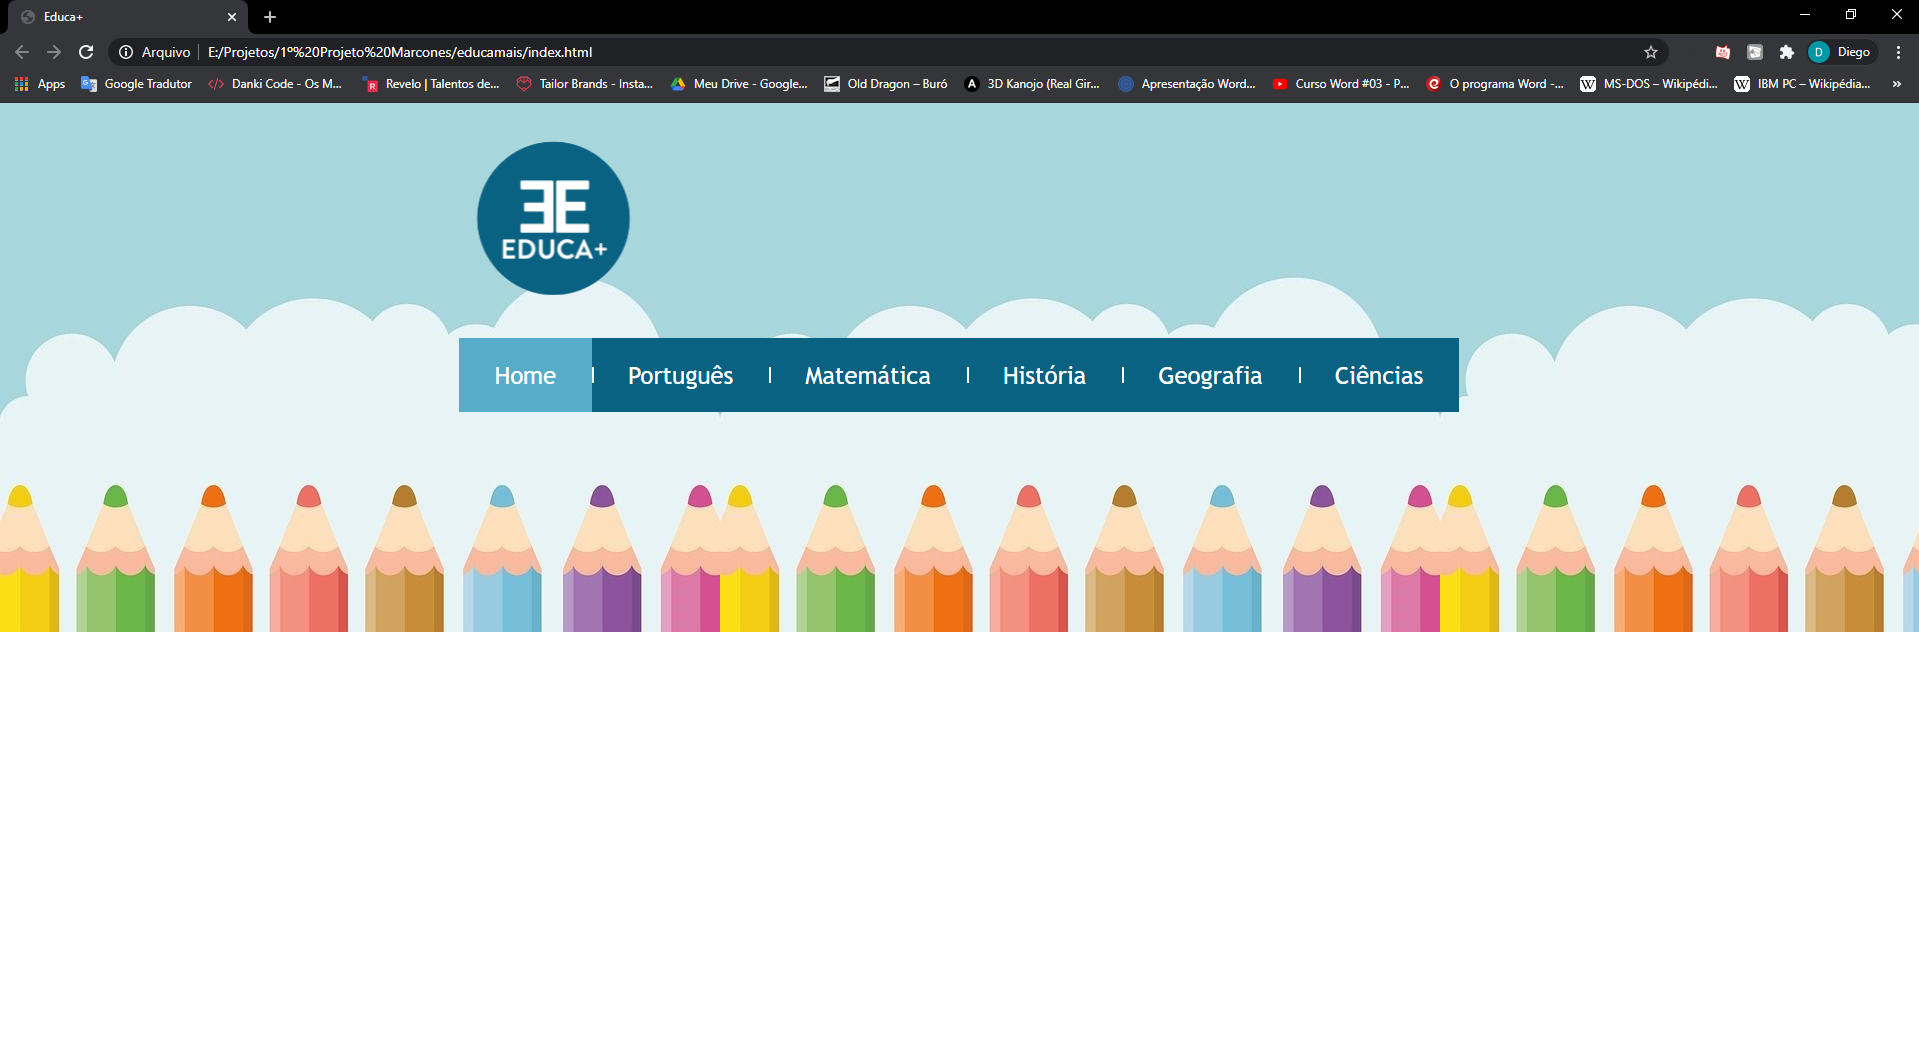 Educa+
Arquivo E:/Projetos/1º%20Projeto%20Marcones/educamais/index.html D Diego
Apps Google Tradutor Danki Code - Os M... Revelo | Talentos de... Tailor Brands - Insta... Meu Drive - Google... Old Dragon – Buró 3D Kanojo (Real Gir... Apresentação Word... Curso Word #03 - P... O programa Word -... MS-DOS – Wikipédi... IBM PC – Wikipédia... »
EDUCA+
Home Português Matemática História Geografia Ciências